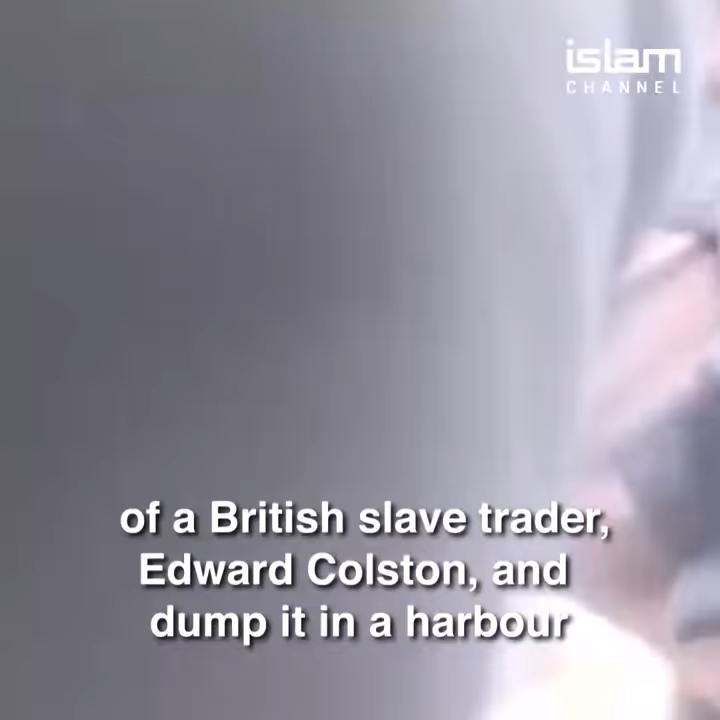 islam
CHANNEL
of a British slave trader,
Edward Colston, and
dump it in a harbour